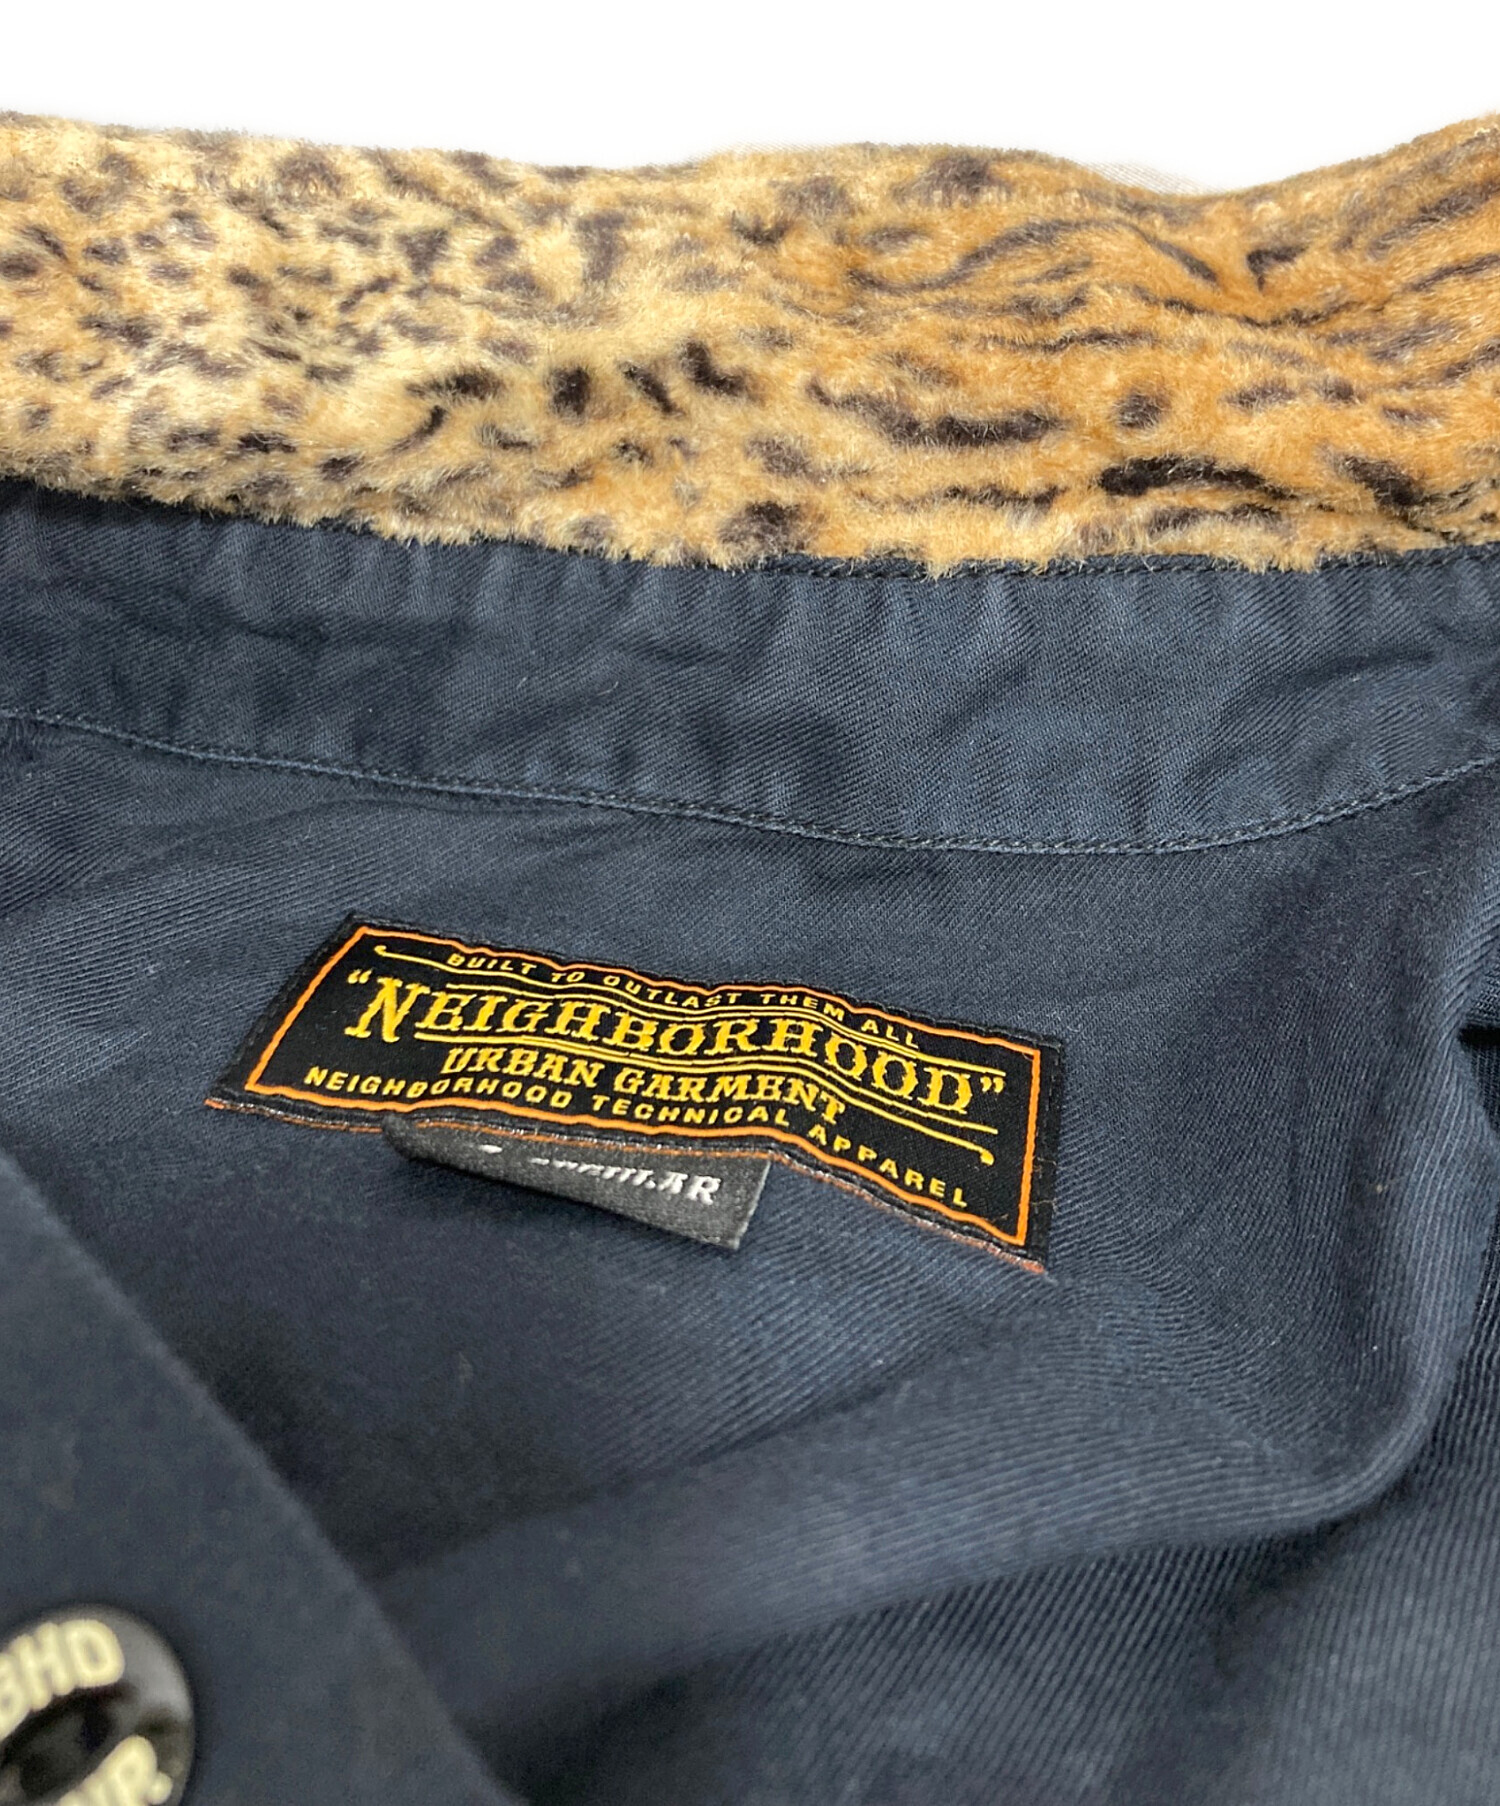 BUILT TO OUTLAST THEM ALL
"NEIGHBORHOOD"
URBAN GARMENT
NEIGHBORHOOD TECHNICAL APPAREL